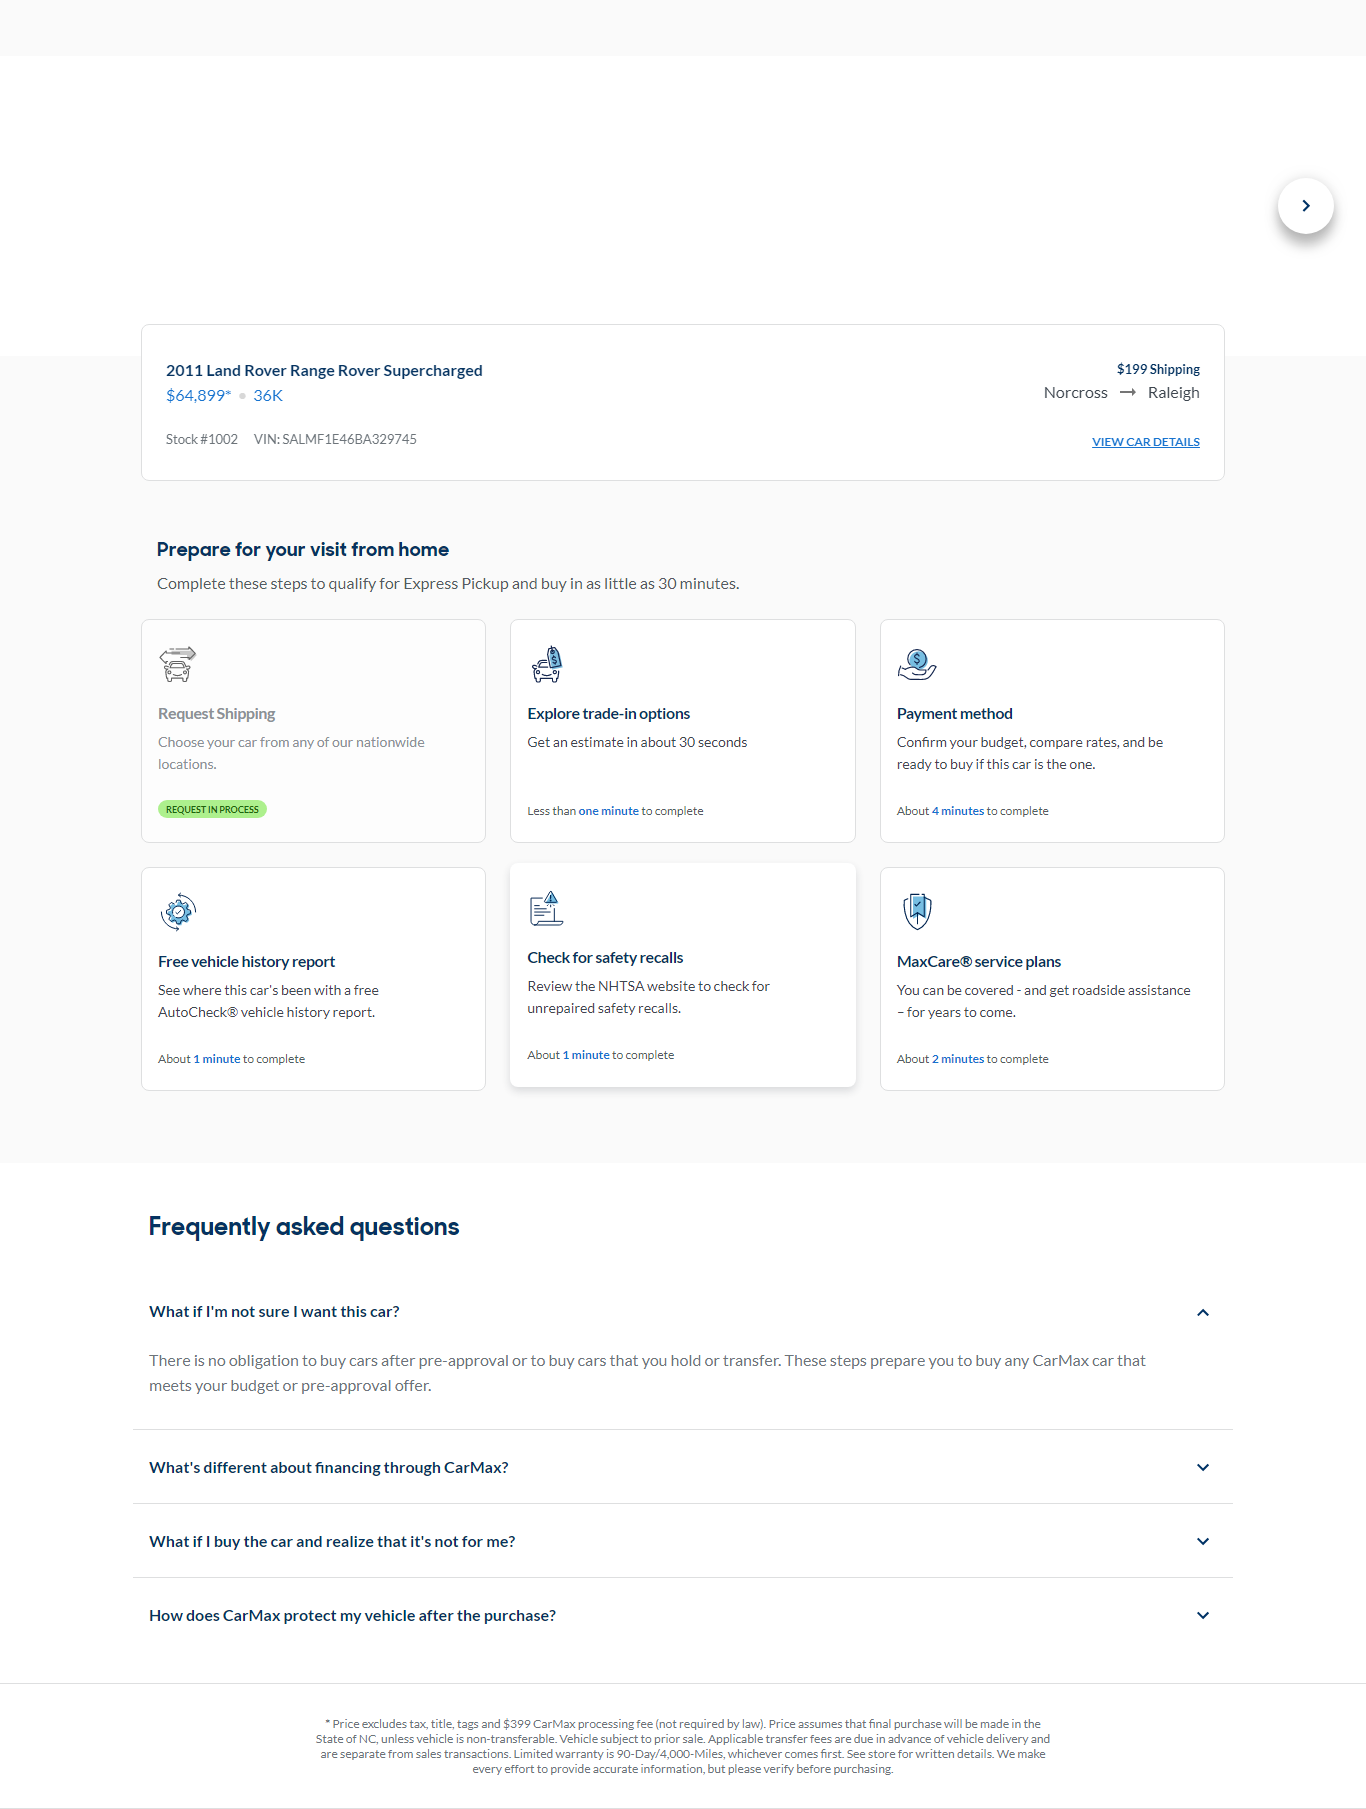 2011 Land Rover Range Rover Supercharged
$64,899* 36K
Stock #1002 VIN: SALMF1E46BA329745
$199 Shipping
Norcross → Raleigh
VIEW CAR DETAILS
Prepare for your visit from home
Complete these steps to qualify for Express Pickup and buy in as little as 30 minutes.
Request Shipping
Choose your car from any of our nationwide
locations.
REQUEST IN PROCESS
Explore trade-in options
Get an estimate in about 30 seconds
Less than one minute to complete
Payment method
Confirm your budget, compare rates, and be
ready to buy if this car is the one.
About 4 minutes to complete
Free vehicle history report
See where this car's been with a free
AutoCheck® vehicle history report.
About 1 minute to complete
Check for safety recalls
Review the NHTSA website to check for
unrepaired safety recalls.
About 1 minute to complete
MaxCare® service plans
You can be covered - and get roadside assistance
– for years to come.
About 2 minutes to complete
Frequently asked questions
What if I'm not sure I want this car?
There is no obligation to buy cars after pre-approval or to buy cars that you hold or transfer. These steps prepare you to buy any CarMax car that
meets your budget or pre-approval offer.
What's different about financing through CarMax?
What if I buy the car and realize that it's not for me?
How does CarMax protect my vehicle after the purchase?
* Price excludes tax, title, tags and $399 CarMax processing fee (not required by law). Price assumes that final purchase will be made in the
State of NC, unless vehicle is non-transferable. Vehicle subject to prior sale. Applicable transfer fees are due in advance of vehicle delivery and
are separate from sales transactions. Limited warranty is 90-Day/4,000-Miles, whichever comes first. See store for written details. We make
every effort to provide accurate information, but please verify before purchasing.